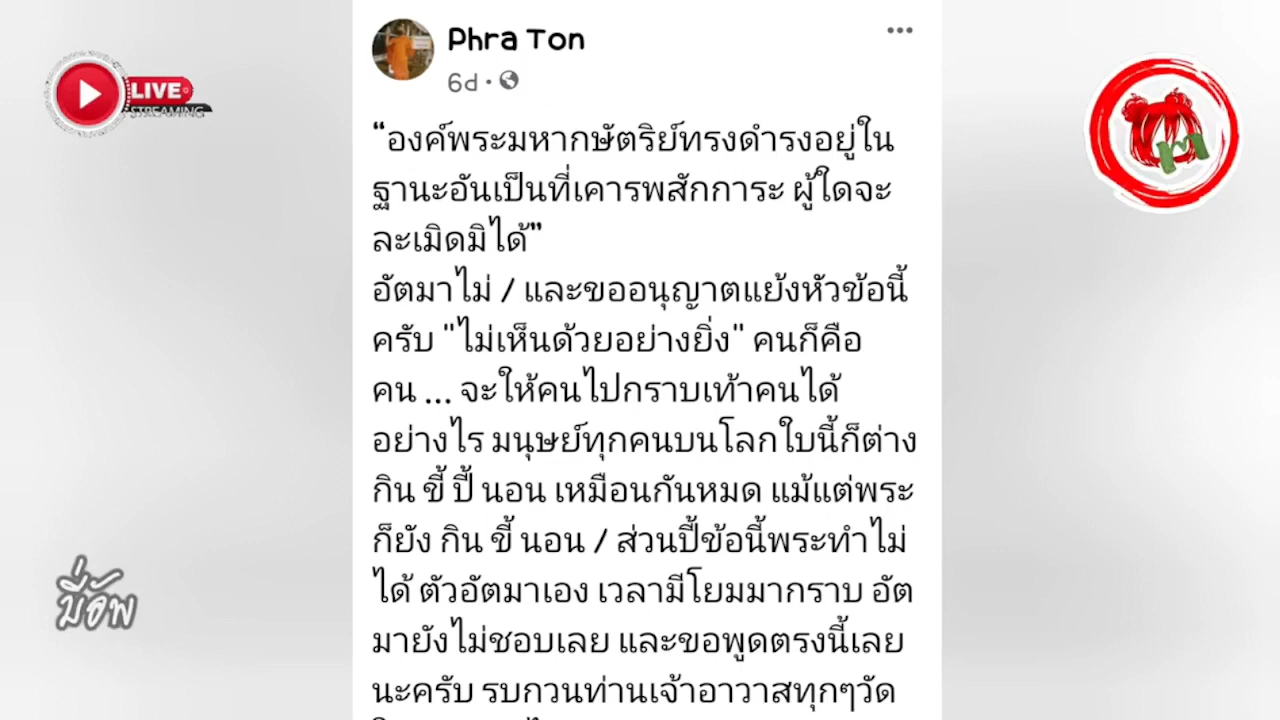 Phra Ton
6d
“องค์พระมหากษัตริย์ทรงดำรงอยู่ใน
ฐานะอันเป็นที่เคารพสักการะ ผู้ใดจะ
ละเมิดมิได้”
อัตมาไม่ / และขออนุญาตแย้งหัวข้อนี้
ครับ "ไม่เห็นด้วยอย่างยิ่ง" คนก็คือ
คน ... จะให้คนไปกราบเท้าคนได้
อย่างไร มนุษย์ทุกคนบนโลกใบนี้ก็ต่าง
กิน ขี้ ปี้ นอน เหมือนกันหมด แม้แต่พระ
ก็ยัง กิน ขี้ นอน / ส่วนปี้ข้อนี้พระทำไม่
ได้ ตัวอัตมาเอง เวลามีโยมมากราบ อัต
มายังไม่ชอบเลย และขอพูดตรงนี้เลย
นะครับ รบกวนท่านเจ้าอาวาสทุกๆวัด
LIVE
STREAMING